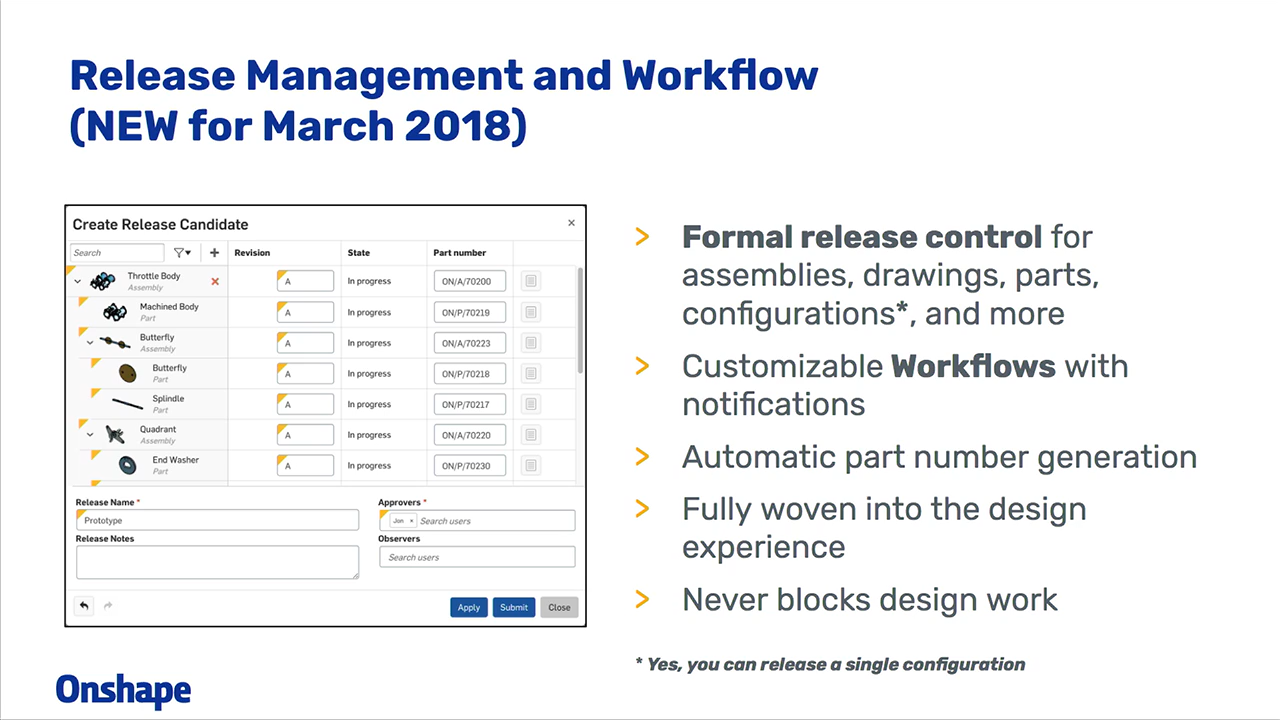 Release Management and Workflow
(NEW for March 2018)
Create Release Candidate
Search
Revision
State
Part number
Throttle Body
Assembly
A
In progress
ON/A/70200
Machined Body
Part
A
In progress
ON/P/70219
Butterfly
Assembly
A
In progress
ON/A/70223
Butterfly
Part
A
In progress
ON/P/70218
Splindle
Part
A
In progress
ON/P/70217
Quadrant
Assembly
A
In progress
ON/A/70220
End Washer
Part
A
In progress
ON/P/70230
Release Name *
Prototype
Release Notes
Approvers *
Jon × Search users
Observers
Search users
Apply
Submit
Close
> Formal release control for
assemblies, drawings, parts,
configurations*, and more
> Customizable Workflows with
notifications
> Automatic part number generation
> Fully woven into the design
experience
> Never blocks design work
* Yes, you can release a single configuration
Onshape